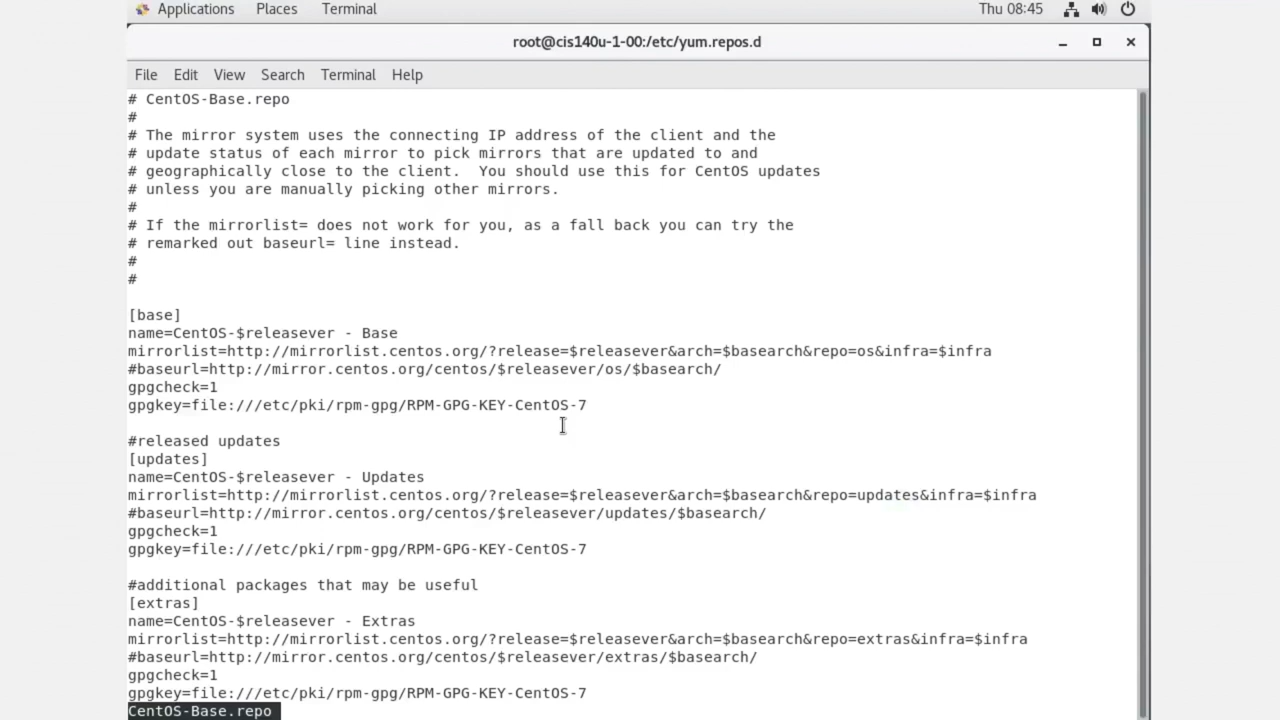 Applications Places Terminal Thu 08:45
root@cis140u-1-00:/etc/yum.repos.d
File Edit View Search Terminal Help
# CentOS-Base.repo
#
# The mirror system uses the connecting IP address of the client and the
# update status of each mirror to pick mirrors that are updated to and
# geographically close to the client.  You should use this for CentOS updates
# unless you are manually picking other mirrors.
#
# If the mirrorlist= does not work for you, as a fall back you can try the
# remarked out baseurl= line instead.
#
#
[base]
name=CentOS-$releasever - Base
mirrorlist=http://mirrorlist.centos.org/?release=$releasever&arch=$basearch&repo=os&infra=$infra
#baseurl=http://mirror.centos.org/centos/$releasever/os/$basearch/
gpgcheck=1
gpgkey=file:///etc/pki/rpm-gpg/RPM-GPG-KEY-CentOS-7
#released updates
[updates]
name=CentOS-$releasever - Updates
mirrorlist=http://mirrorlist.centos.org/?release=$releasever&arch=$basearch&repo=updates&infra=$infra
#baseurl=http://mirror.centos.org/centos/$releasever/updates/$basearch/
gpgcheck=1
gpgkey=file:///etc/pki/rpm-gpg/RPM-GPG-KEY-CentOS-7
#additional packages that may be useful
[extras]
name=CentOS-$releasever - Extras
mirrorlist=http://mirrorlist.centos.org/?release=$releasever&arch=$basearch&repo=extras&infra=$infra
#baseurl=http://mirror.centos.org/centos/$releasever/extras/$basearch/
gpgcheck=1
gpgkey=file:///etc/pki/rpm-gpg/RPM-GPG-KEY-CentOS-7
CentOS-Base.repo